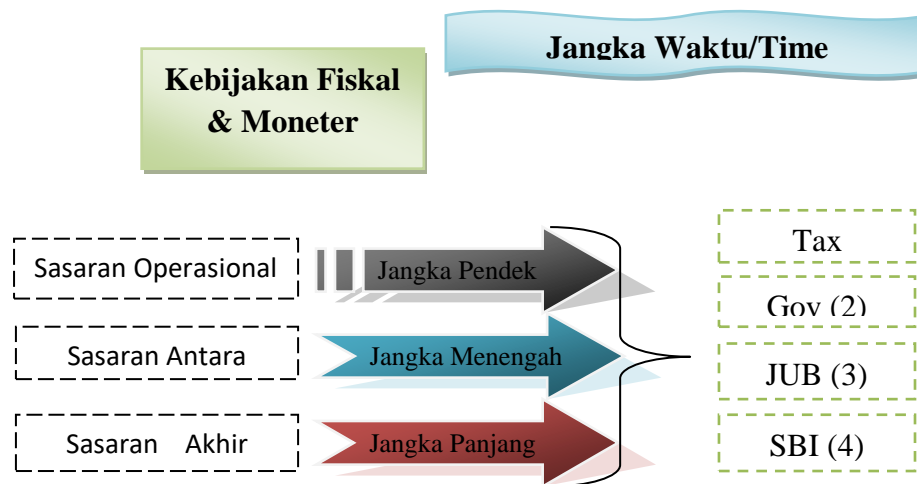 Jangka Waktu/Time
Kebijakan Fiskal
& Moneter
Sasaran Operasional
Jangka Pendek
Tax
Gov (2)
Sasaran Antara
Jangka Menengah
JUB (3)
Sasaran Akhir
Jangka Panjang
SBI (4)